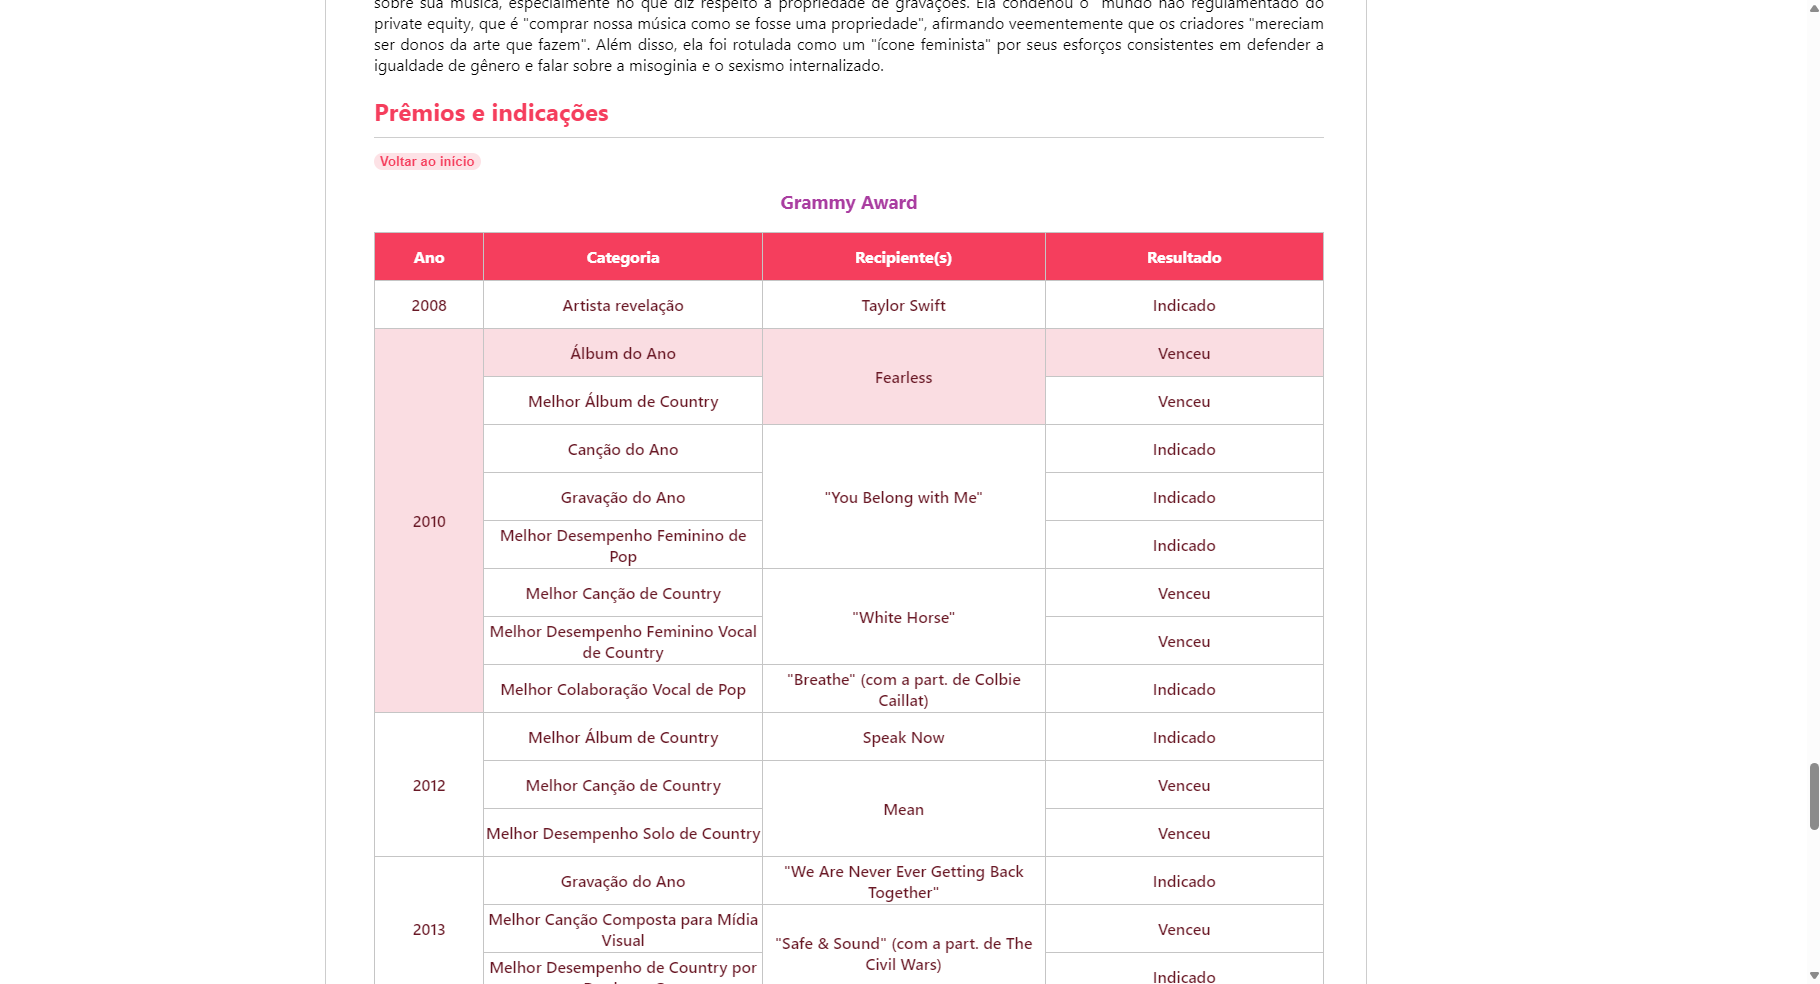 sobre sua música, especialmente no que diz respeito à propriedade de gravações. Ela condenou o "mundo não regulamentado do
private equity, que é "comprar nossa música como se fosse uma propriedade", afirmando veementemente que os criadores "mereciam
ser donos da arte que fazem". Além disso, ela foi rotulada como um "ícone feminista" por seus esforços consistentes em defender a
igualdade de gênero e falar sobre a misoginia e o sexismo internalizado.
Prêmios e indicações
Voltar ao início
Grammy Award
Ano Categoria Recipiente(s) Resultado
2008 Artista revelação Taylor Swift Indicado
2010
Álbum do Ano Fearless Venceu
Melhor Álbum de Country Venceu
Canção do Ano "You Belong with Me" Indicado
Gravação do Ano Indicado
Melhor Desempenho Feminino de
Pop
Indicado
Melhor Canção de Country "White Horse" Venceu
Melhor Desempenho Feminino Vocal
de Country
Venceu
Melhor Colaboração Vocal de Pop
"Breathe" (com a part. de Colbie
Caillat)
Indicado
2012
Melhor Álbum de Country Speak Now Indicado
Melhor Canção de Country Mean Venceu
Melhor Desempenho Solo de Country Venceu
2013
Gravação do Ano
"We Are Never Ever Getting Back
Together"
Indicado
Melhor Canção Composta para Mídia
Visual
"Safe & Sound" (com a part. de The
Civil Wars)
Venceu
Melhor Desempenho de Country por
Indicado